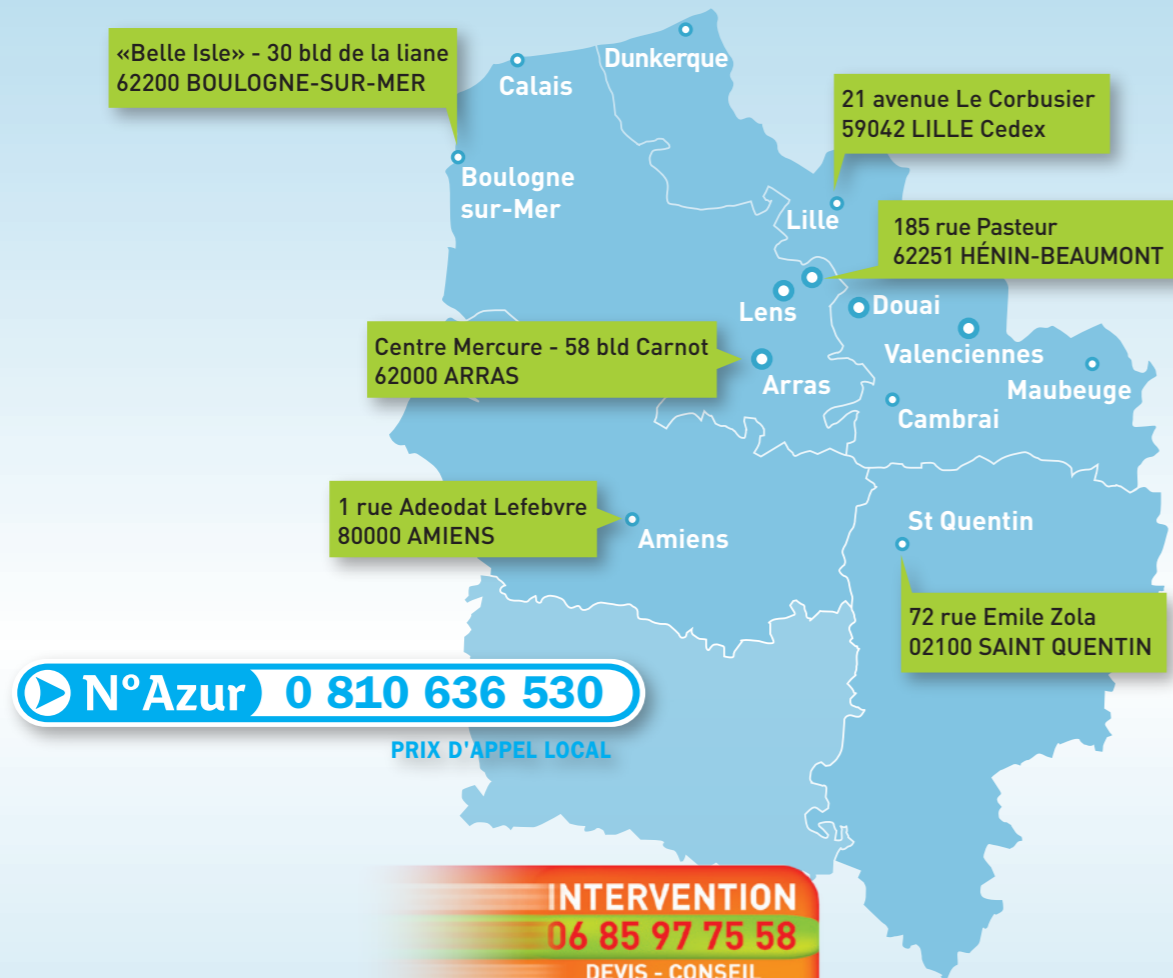 «Belle Isle» - 30 bld de la liane
62200 BOULOGNE-SUR-MER
Dunkerque
Calais
21 avenue Le Corbusier
59042 LILLE Cedex
Boulogne
sur-Mer
Lille
185 rue Pasteur
62251 HÉNIN-BEAUMONT
Lens
Douai
Centre Mercure - 58 bld Carnot
62000 ARRAS
Valenciennes
Arras
Maubeuge
Cambrai
1 rue Adeodat Lefebvre
80000 AMIENS
Amiens
St Quentin
72 rue Emile Zola
02100 SAINT QUENTIN
N°Azur 0 810 636 530
PRIX D'APPEL LOCAL
INTERVENTION
06 85 97 75 58
DEVIS - CONSEIL